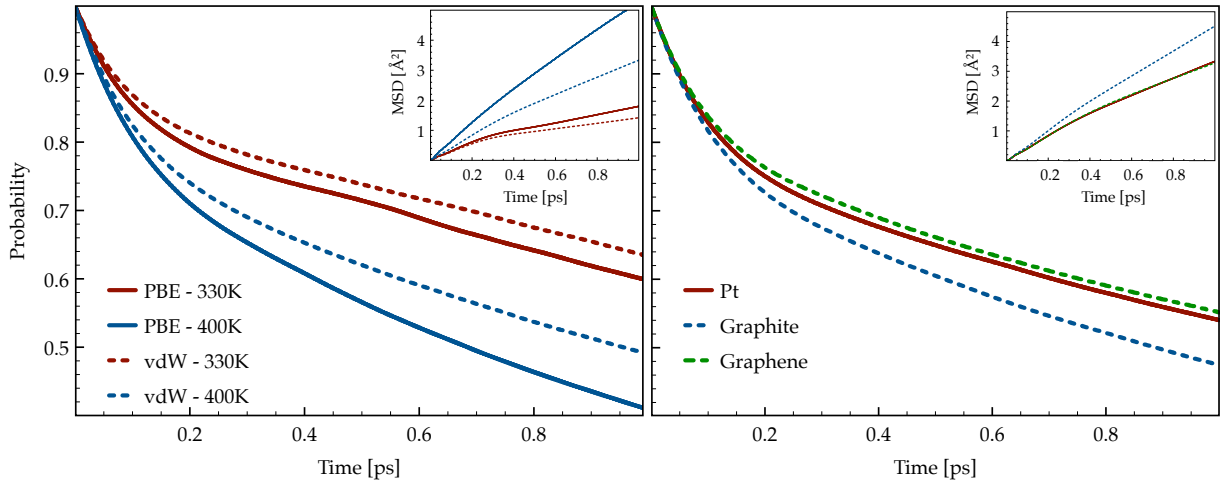 Probability
0.9
0.8
0.7
0.6
0.5
0.2
0.4
0.6
0.8
Time [ps]
PBE - 330K
PBE - 400K
vdW - 330K
vdW - 400K
MSD [Å²]
4
3
2
1
0.2
0.4
0.6
0.8
Time [ps]
0.2
0.4
0.6
0.8
Time [ps]
Pt
Graphite
Graphene
MSD [Å²]
4
3
2
1
0.2
0.4
0.6
0.8
Time [ps]